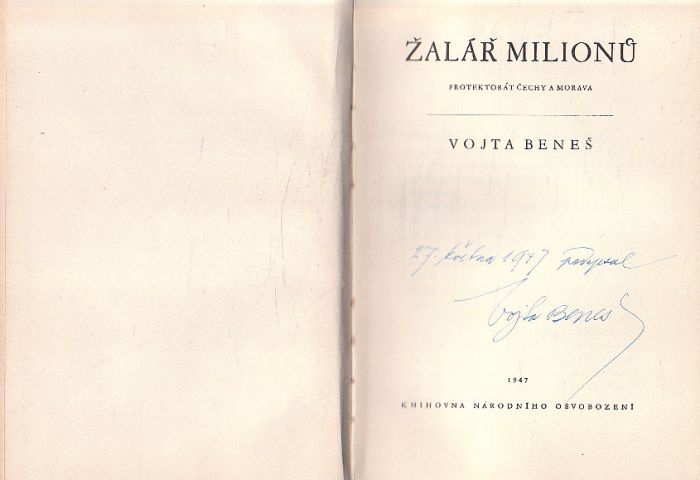 ŽALÁŘ MILIONŮ
PROTEKTORÁT ČECHY A MORAVA
VOJTA BENEŠ
27. května 1947 podepsal
Vojta Beneš
1947
KNIHOVNA NÁRODNÍHO OSVOBOZENÍ